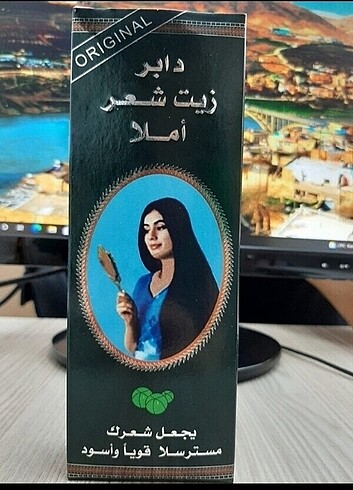 ORIGINAL
دابر
زيت شعر
أملا
يجعل شعرك
مسترسلا قوياً وأسود